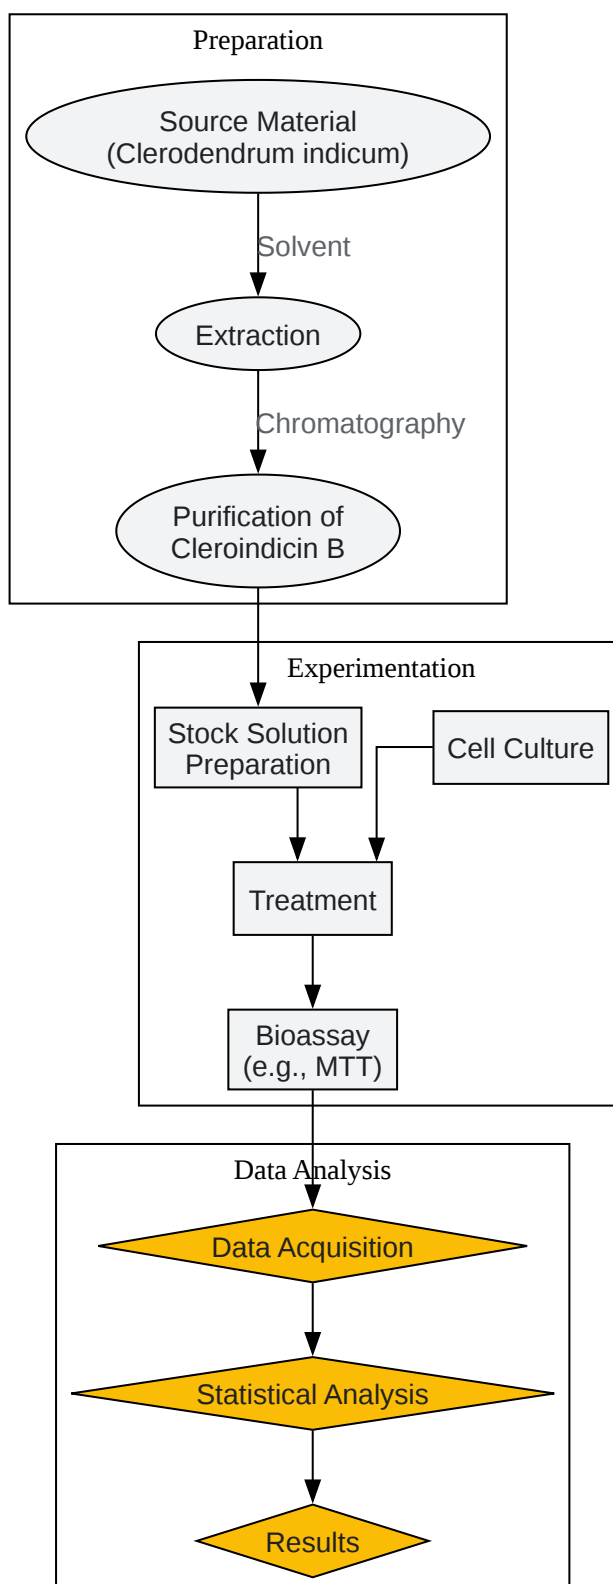 Preparation
Source Material
(Clerodendrum indicum)
Solvent
Extraction
Chromatography
Purification of
Cleroindicin B
Experimentation
Stock Solution
Preparation
Cell Culture
Treatment
Bioassay
(e.g., MTT)
Data Analysis
Data Acquisition
Statistical Analysis
Results